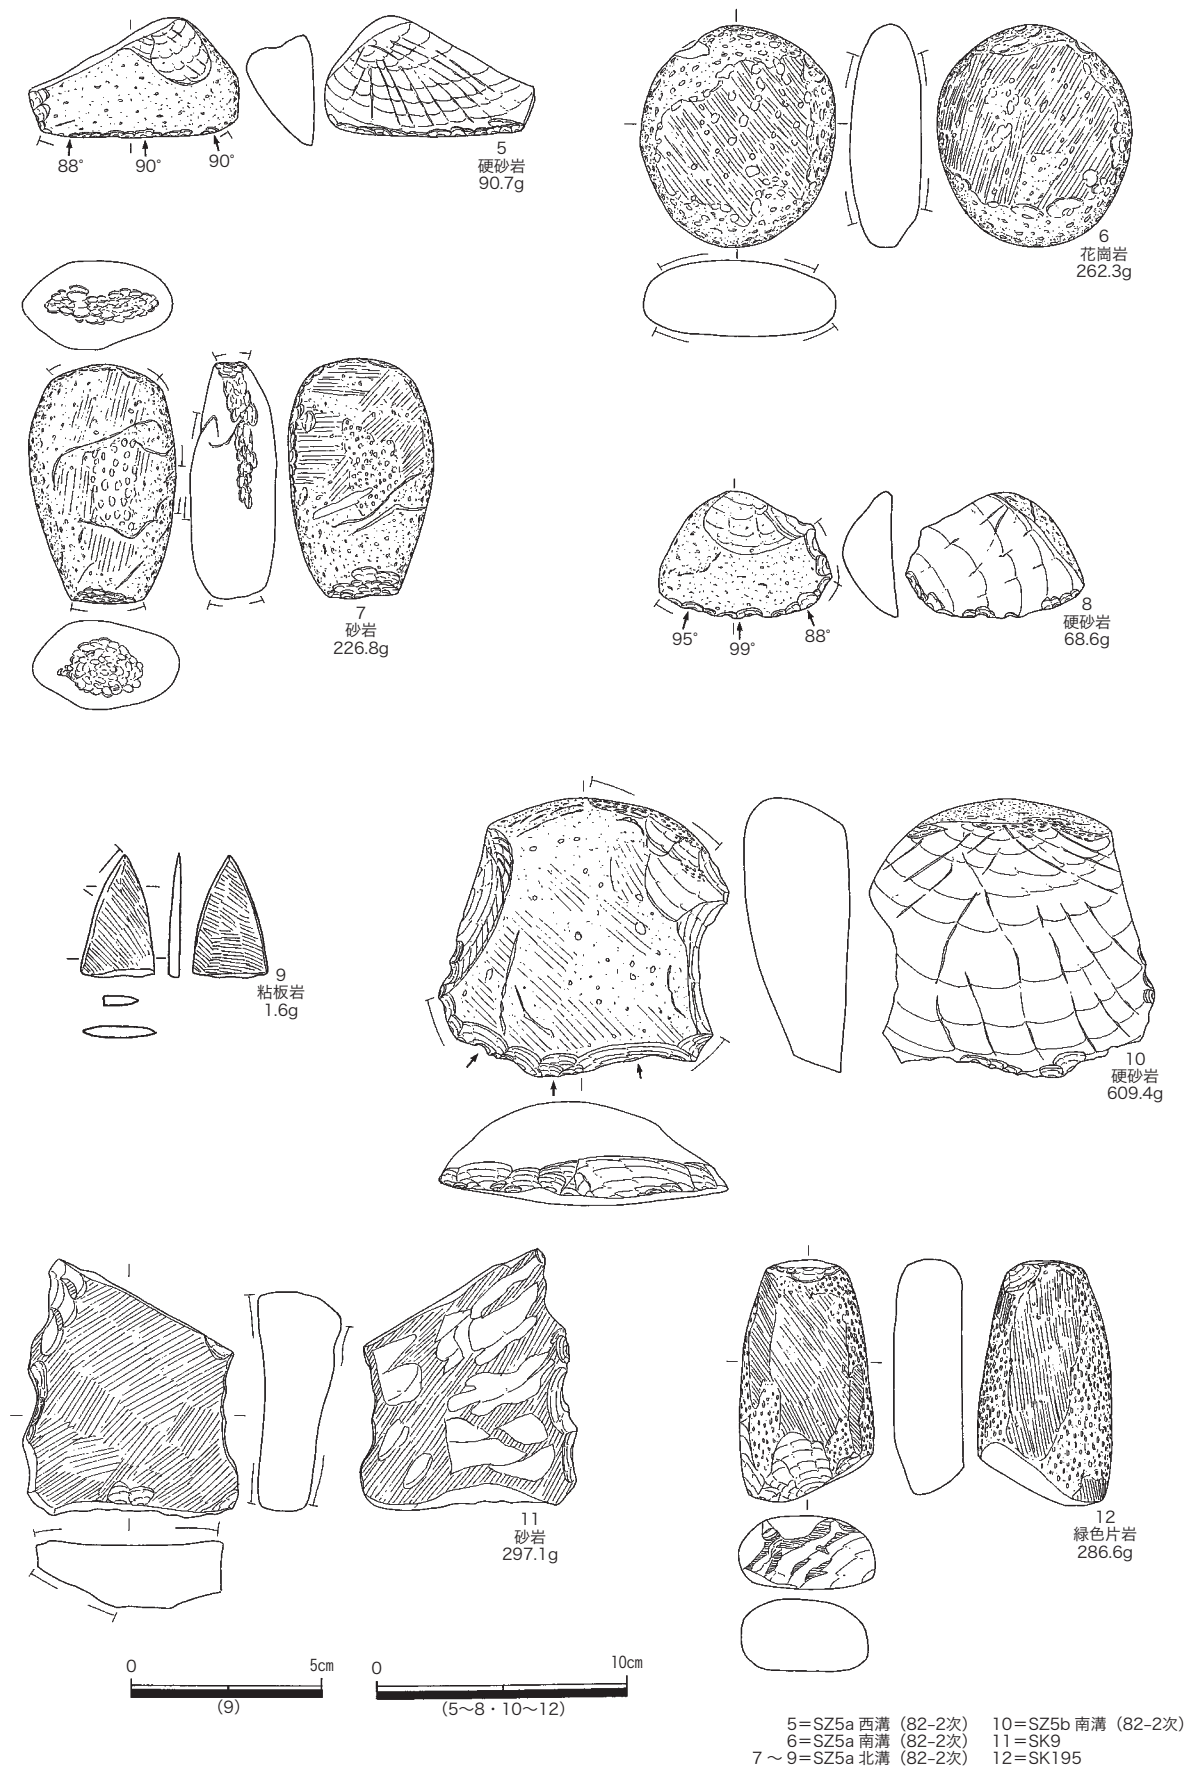 88°
90°
90°
5
硬砂岩
90.7g
6
花崗岩
262.3g
7
砂岩
226.8g
95°
99°
88°
8
硬砂岩
68.6g
9
粘板岩
1.6g
10
硬砂岩
609.4g
11
砂岩
297.1g
12
緑色片岩
286.6g
0 5cm
(9)
0 10cm
(5〜8・10〜12)
5＝SZ5a 西溝（82–2次） 10＝SZ5b 南溝（82–2次）
6＝SZ5a 南溝（82–2次） 11＝SK9
7 〜 9＝SZ5a 北溝（82–2次） 12＝SK195